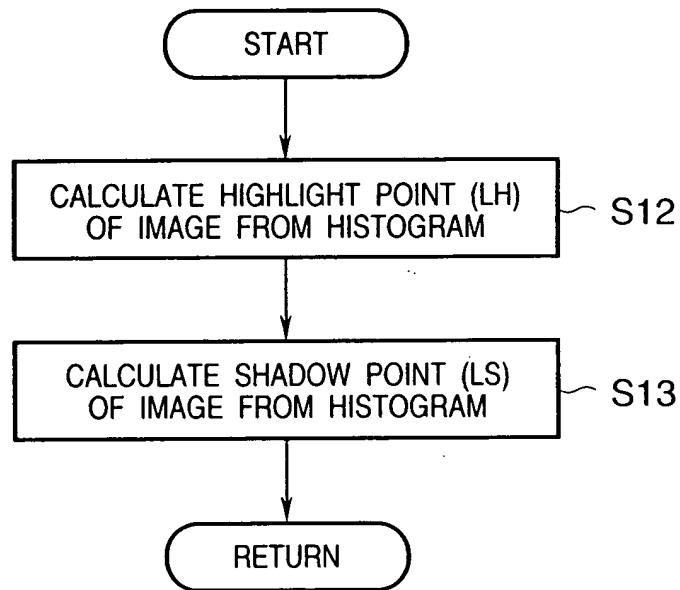 START
CALCULATE HIGHLIGHT POINT (LH)
OF IMAGE FROM HISTOGRAM
S12
CALCULATE SHADOW POINT (LS)
OF IMAGE FROM HISTOGRAM
S13
RETURN